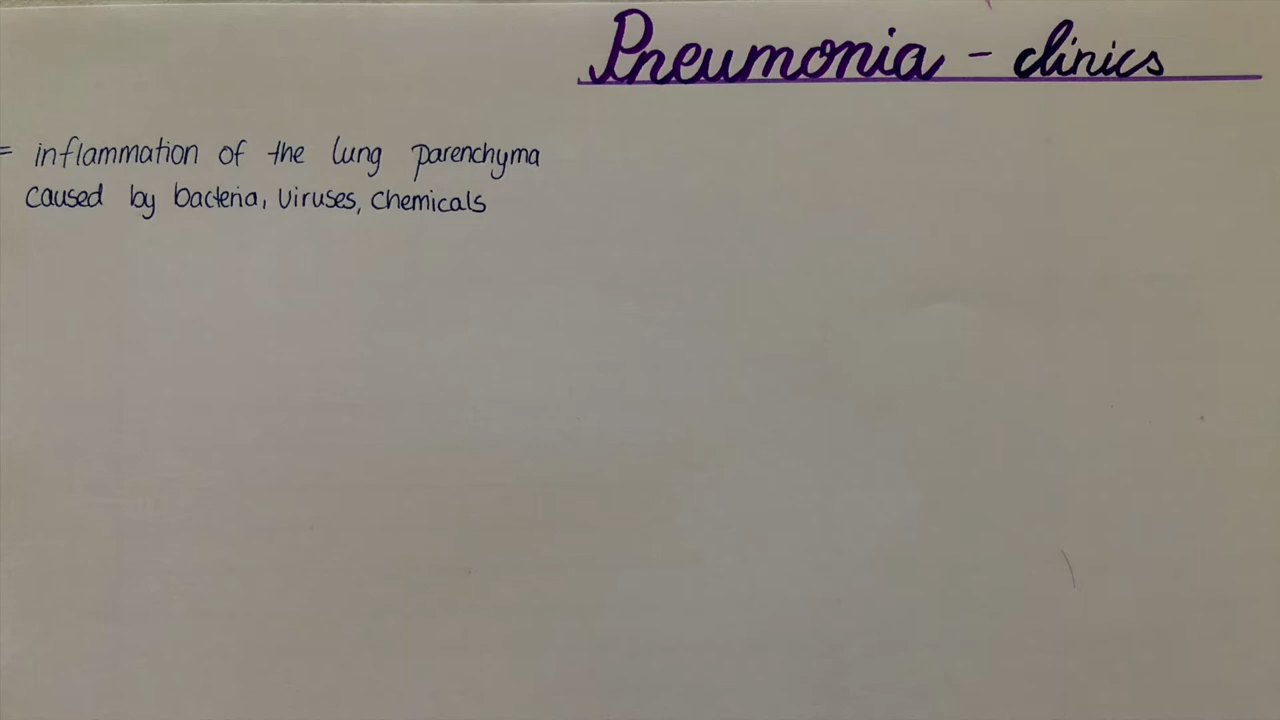 Pneumonia - clinics
= inflammation of the lung parenchyma
caused by bacteria, viruses, chemicals